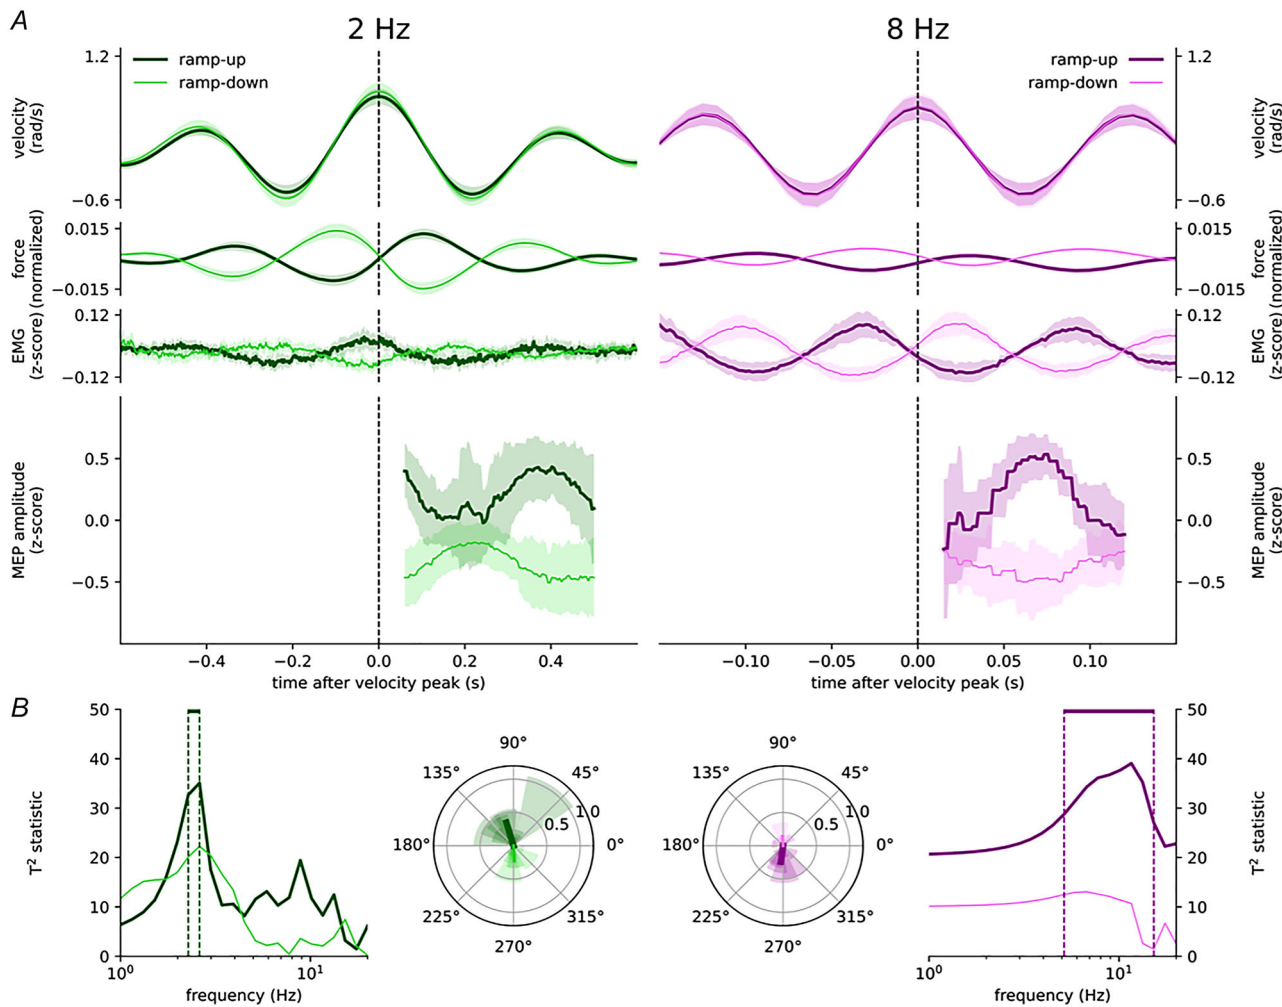 A
2 Hz
8 Hz
1.2
ramp-up
ramp-down
velocity
(rad/s)
−0.6
ramp-up
ramp-down
1.2
velocity
(rad/s)
−0.6
0.015
force
(normalized)
−0.015
0.015
force
(normalized)
−0.015
0.12
EMG
(z-score)
−0.12
0.12
EMG
(z-score)
−0.12
0.5
0.0
−0.5
MEP amplitude
(z-score)
0.5
0.0
−0.5
MEP amplitude
(z-score)
−0.4 −0.2 0.0 0.2 0.4
time after velocity peak (s)
−0.10 −0.05 0.00 0.05 0.10
time after velocity peak (s)
B
50
40
30
20
10
0
T² statistic
10⁰ 10¹
frequency (Hz)
90°
135° 45°
1.0
0.5
180° 0°
225° 315°
270°
90°
135° 45°
1.0
0.5
180° 0°
225° 315°
270°
50
40
30
20
10
0
T² statistic
10⁰ 10¹
frequency (Hz)